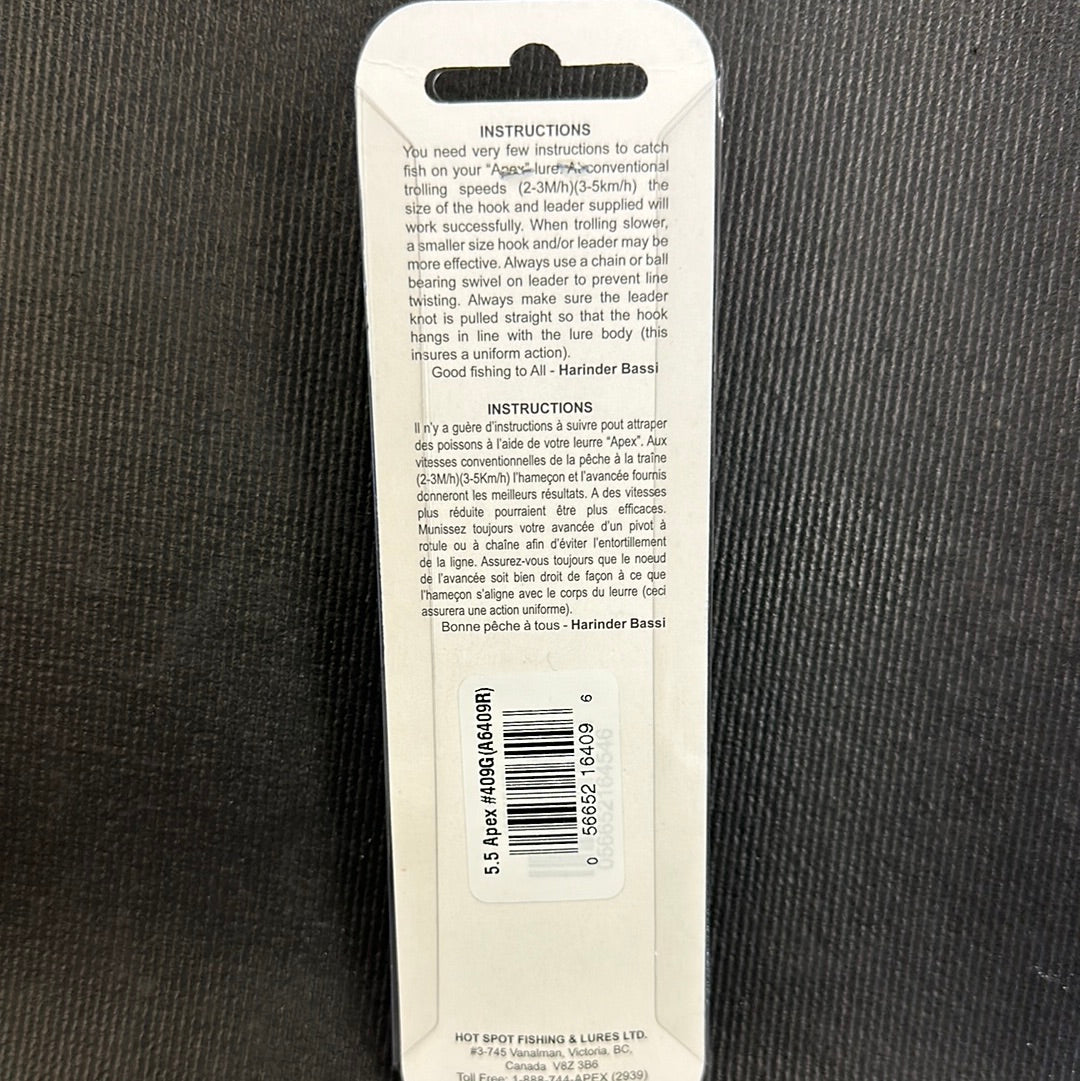 INSTRUCTIONS
You need very few instructions to catch
fish on your “Apex” lure. At conventional
trolling speeds (2-3M/h)(3-5km/h) the
size of the hook and leader supplied will
work successfully. When trolling slower,
a smaller size hook and/or leader may be
more effective. Always use a chain or ball
bearing swivel on leader to prevent line
twisting. Always make sure the leader
knot is pulled straight so that the hook
hangs in line with the lure body (this
insures a uniform action).
Good fishing to All - Harinder Bassi
INSTRUCTIONS
Il n'y a guère d'instructions à suivre pout attraper
des poissons à l'aide de votre leurre “Apex”. Aux
vitesses conventionnelles de la pêche à la traîne
(2-3M/h)(3-5Km/h) l'hameçon et l'avancée fournis
donneront les meilleurs résultats. A des vitesses
plus réduite pourraient être plus efficaces.
Munissez toujours votre avancée d'un pivot à
rotule ou à chaîne afin d'éviter l'entortillement
de la ligne. Assurez-vous toujours que le noeud
de l'avancée soit bien droit de façon à ce que
l'hameçon s'aligne avec le corps du leurre (ceci
assurera une action uniforme).
Bonne pêche à tous - Harinder Bassi
5.5 Apex #409G(A6409R)
0 56652 16409 6
056652164546
HOT SPOT FISHING & LURES LTD.
#3-745 Vanalman, Victoria, BC,
Canada V8Z 3B6
Toll Free: 1-888-744-APEX (2939)